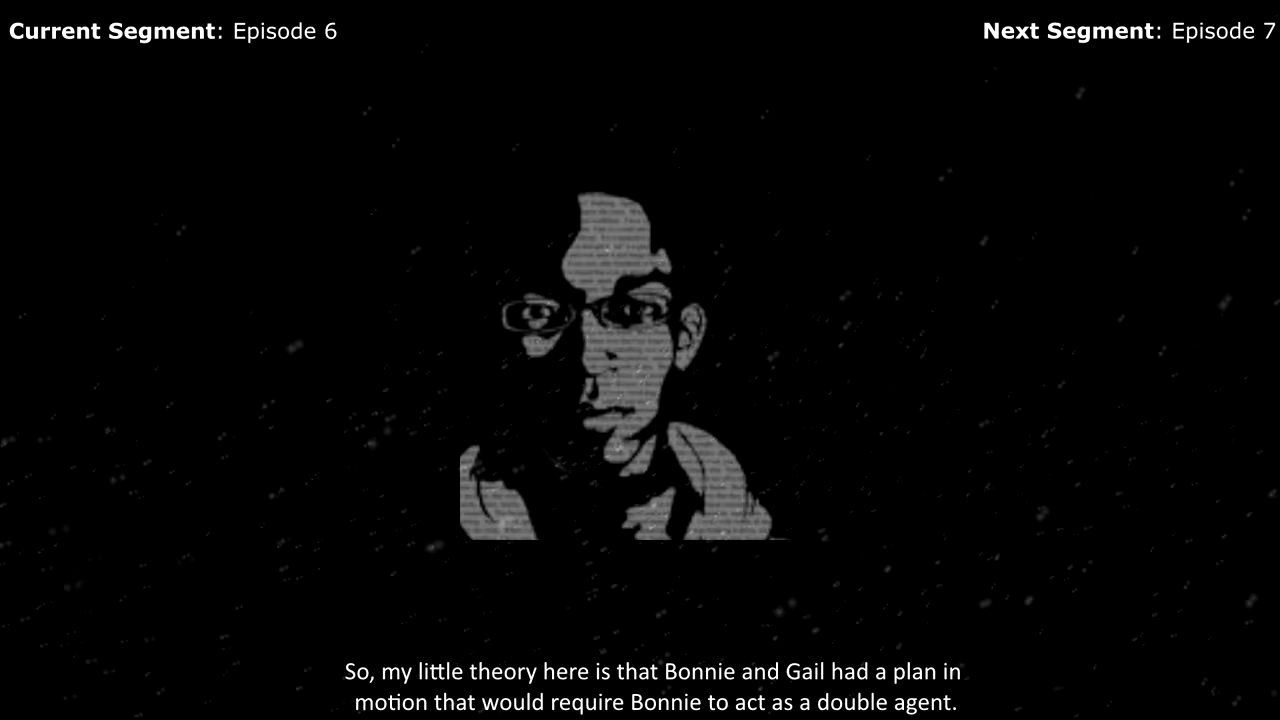 Current Segment: Episode 6
Next Segment: Episode 7
So, my little theory here is that Bonnie and Gail had a plan in
motion that would require Bonnie to act as a double agent.